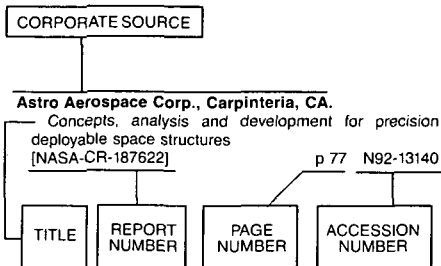 CORPORATE SOURCE
Astro Aerospace Corp., Carpinteria, CA.
Concepts, analysis and development for precision
deployable space structures
[NASA-CR-187622] p 77 N92-13140
TITLE
REPORT NUMBER
PAGE NUMBER
ACCESSION NUMBER